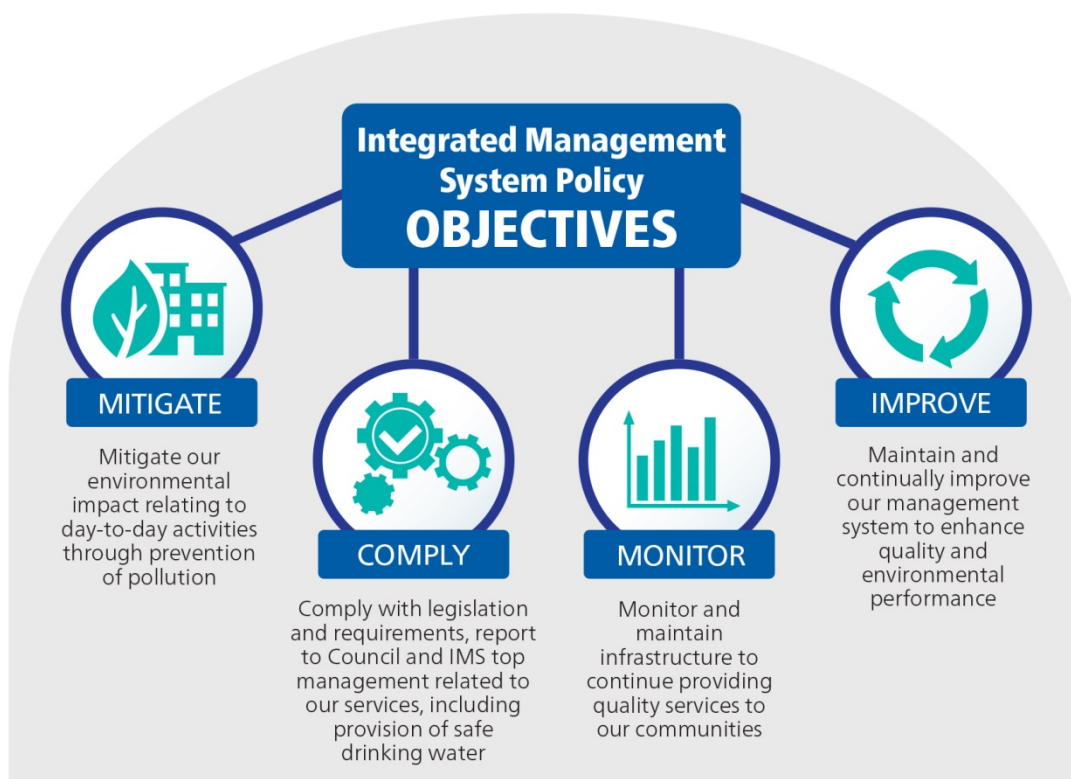 Integrated Management
System Policy
OBJECTIVES
MITIGATE
Mitigate our
environmental
impact relating to
day-to-day activities
through prevention
of pollution
COMPLY
Comply with legislation
and requirements, report
to Council and IMS top
management related to
our services, including
provision of safe
drinking water
MONITOR
Monitor and
maintain
infrastructure to
continue providing
quality services to
our communities
IMPROVE
Maintain and
continually improve
our management
system to enhance
quality and
environmental
performance